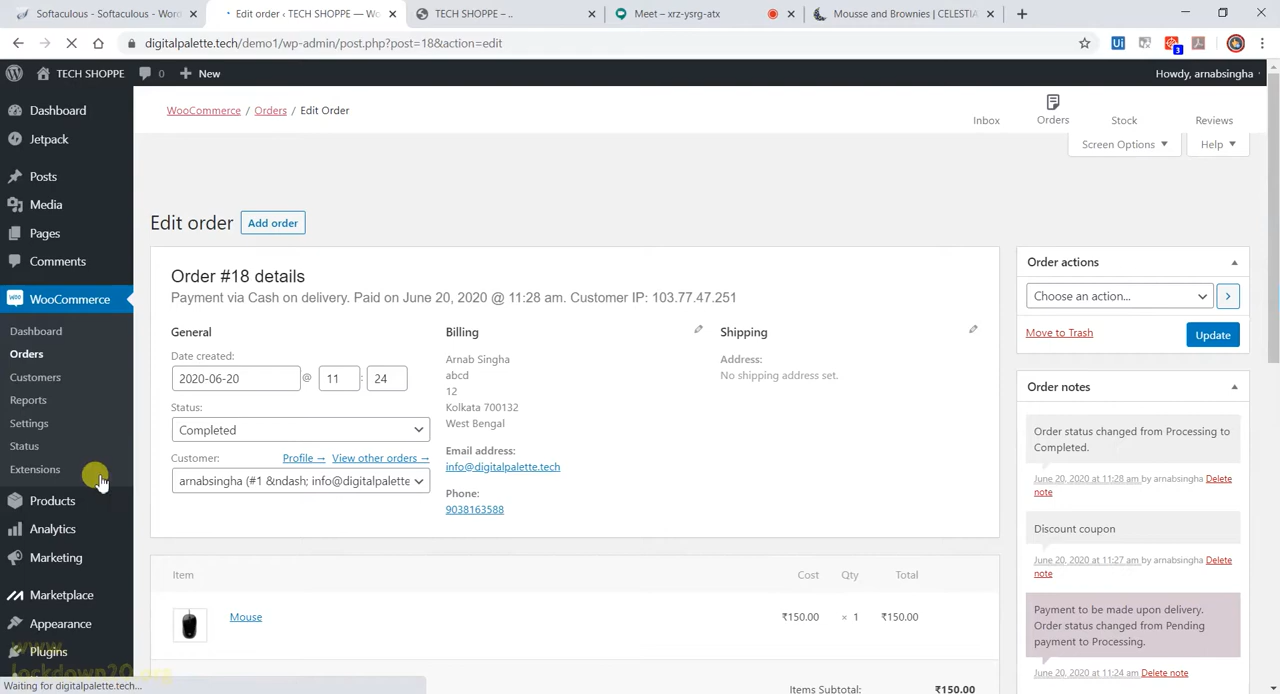 Softaculous - Softaculous - Word
Edit order ‹ TECH SHOPPE — Wo
TECH SHOPPE – ..
Meet – xrz-ysrg-atx
Mousse and Brownies | CELESTIA
digitalpalette.tech/demo1/wp-admin/post.php?post=18&action=edit
TECH SHOPPE
0
New
Howdy, arnabsingha
Dashboard
Jetpack
Posts
Media
Pages
Comments
WooCommerce
Dashboard
Orders
Customers
Reports
Settings
Status
Extensions
Products
Analytics
Marketing
Marketplace
Appearance
Plugins
WooCommerce / Orders / Edit Order
Inbox
Orders
Stock
Reviews
Screen Options
Help
Edit order
Add order
Order #18 details
Payment via Cash on delivery. Paid on June 20, 2020 @ 11:28 am. Customer IP: 103.77.47.251
General
Date created:
2020-06-20 @ 11 : 24
Status:
Completed
Customer:
Profile →
View other orders →
arnabsingha (#1 &ndash; info@digitalpalette
Billing
Arnab Singha
abcd
12
Kolkata 700132
West Bengal
Email address:
info@digitalpalette.tech
Phone:
9038163588
Shipping
Address:
No shipping address set.
Item
Cost
Qty
Total
Mouse
₹150.00
× 1
₹150.00
Items Subtotal:
₹150.00
Order actions
Choose an action...
Move to Trash
Update
Order notes
Order status changed from Processing to
Completed.
June 20, 2020 @ 11:28 am by arnabsingha Delete
note
Discount coupon
June 20, 2020 @ 11:27 am by arnabsingha Delete
note
Payment to be made upon delivery.
Order status changed from Pending
payment to Processing.
June 20, 2020 @ 11:24 am Delete note
www.
lockdown20.org
Waiting for digitalpalette.tech...
3